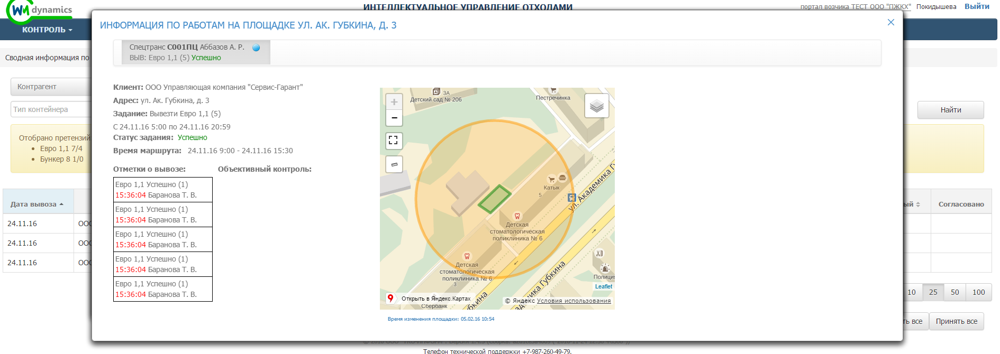 WM dynamics
ИНТЕЛЛЕКТУАЛЬНОЕ УПРАВЛЕНИЕ ОТХОДАМИ
портал возчика ТЕСТ ООО "ПЖКХ" Покидышева Выйти
КОНТРОЛЬ
ИНФОРМАЦИЯ ПО РАБОТАМ НА ПЛОЩАДКЕ УЛ. АК. ГУБКИНА, Д. 3
Спецтранс С001ПЦ Аббазов А. Р.
ВЫВ: Евро 1,1 (5) Успешно
Сводная информация по
Контрагент
Тип контейнера
Найти
Отобрано претензий
Евро 1,1 7/4
Бункер 8 1/0
Клиент: ООО Управляющая компания "Сервис-Гарант"
Адрес: ул. Ак. Губкина, д. 3
Задание: Вывезти Евро 1,1 (5)
С 24.11.16 5:00 по 24.11.16 20:59
Статус задания: Успешно
Время маршрута: 24.11.16 9:00 - 24.11.16 15:30
Отметки о вывозе: Объективный контроль:
Евро 1,1 Успешно (1)
15:36:04 Баранова Т. В.
Евро 1,1 Успешно (1)
15:36:04 Баранова Т. В.
Евро 1,1 Успешно (1)
15:36:04 Баранова Т. В.
Евро 1,1 Успешно (1)
15:36:04 Баранова Т. В.
Евро 1,1 Успешно (1)
15:36:04 Баранова Т. В.
3А
Детский сад № 206
Пестречинка
Катык
5
ул. Академика Гу
Детская
стоматологическая
поликлиника № 6
Детская
стоматологическая
поликлиника № 6
3
адемика Губкина
убкина
Полиция
Leaflet
Открыть в Яндекс.Картах
Сбербанк
© Яндекс Условия использования
Время изменения площадки: 05.02.16 10:54
Дата вывоза
ый Согласовано
24.11.16 ООО
24.11.16 ООО
24.11.16 ООО
10 25 50 100
ть все Принять все
Телефон технической поддержки +7-987-260-49-79.